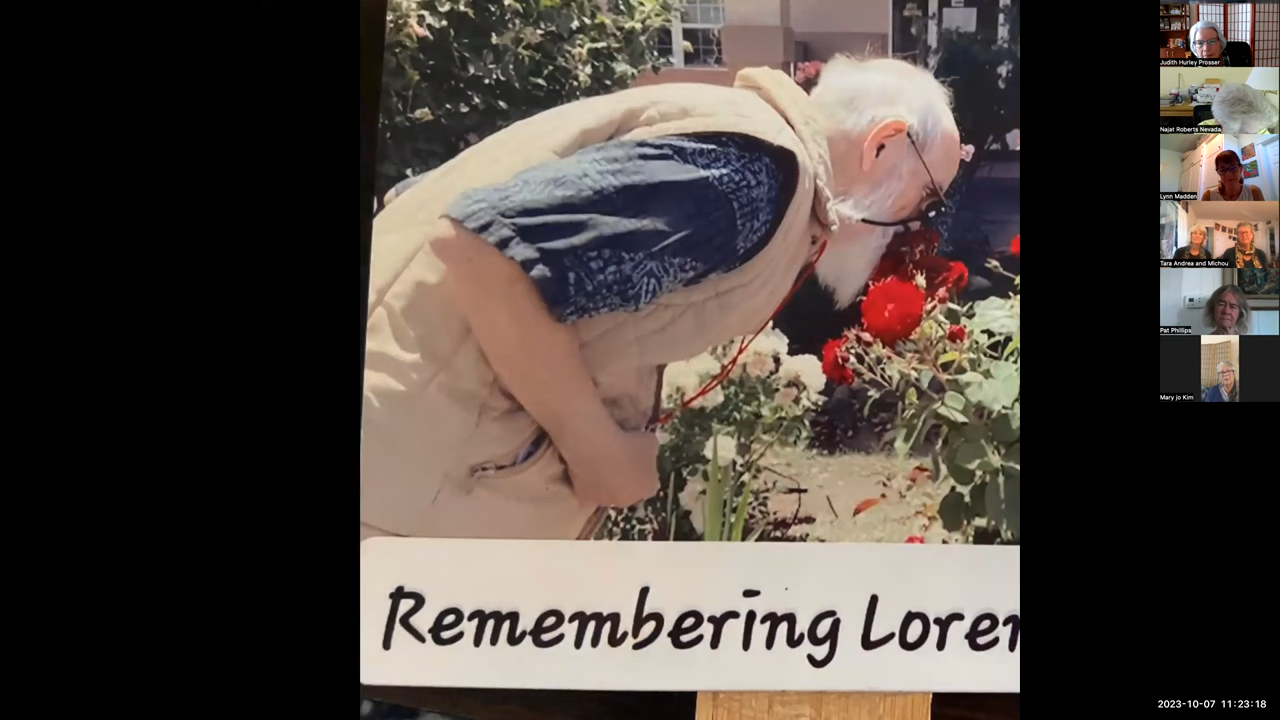 Remembering Loren
Judith Hurley Prosser
Najat Roberts Nevada
Lynn Madden
Tara Andrea and Michou
Pat Phillips
Mary jo Kim
2023-10-07 11:23:18